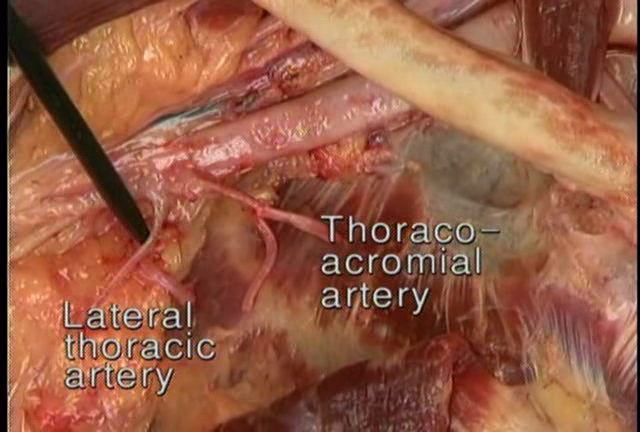 Thoraco–
acromial
artery
Lateral
thoracic
artery